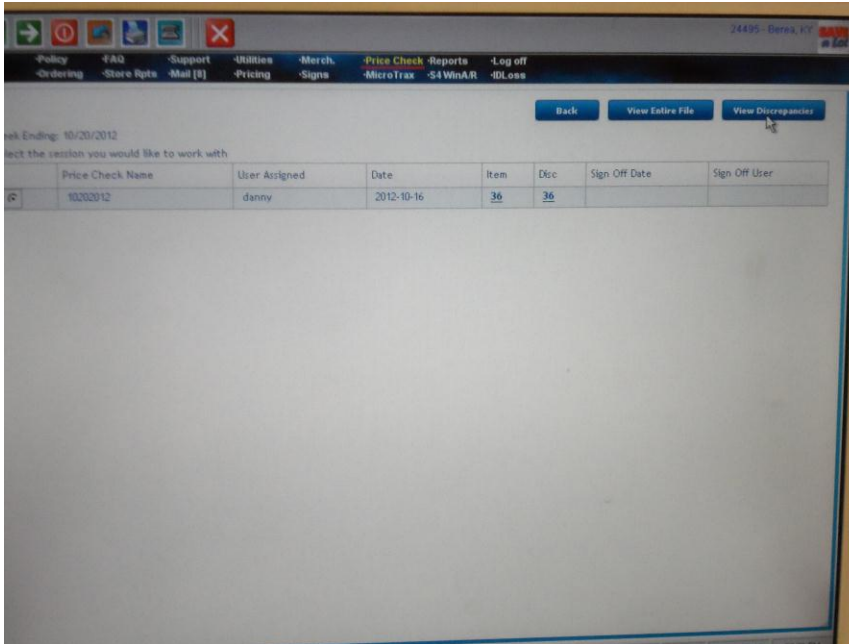 24495 - Berea, KY
SAVE
a lot
Policy FAQ Support Utilities Merch. Price Check Reports Log off
Ordering Store Rpts Mail [8] Pricing Signs MicroTrax S4 WinA/R IDLoss
Back View Entire File View Discrepancies
Ending: 10/20/2012
the session you would like to work with
Price Check Name User Assigned Date Item Disc Sign Off Date Sign Off User
10202012 danny 2012-10-16 36 36